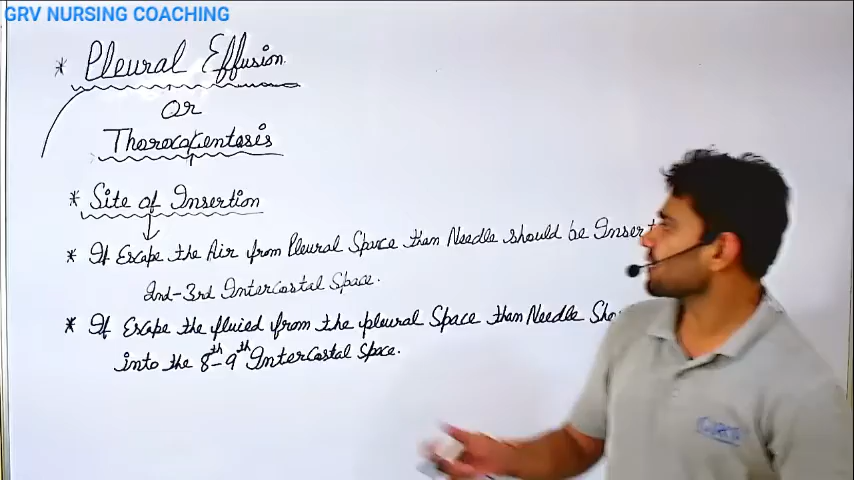 GRV NURSING COACHING
* Pleural Effusion
Or
Thoracocentasis
* Site of Insertion
* If Escape the Air from Pleural Space than Needle should be Insert
2nd-3rd Intercostal Space.
* If Escape the fluied from the pleural Space than Needle Sho
into the 8th-9th Intercostal Space.